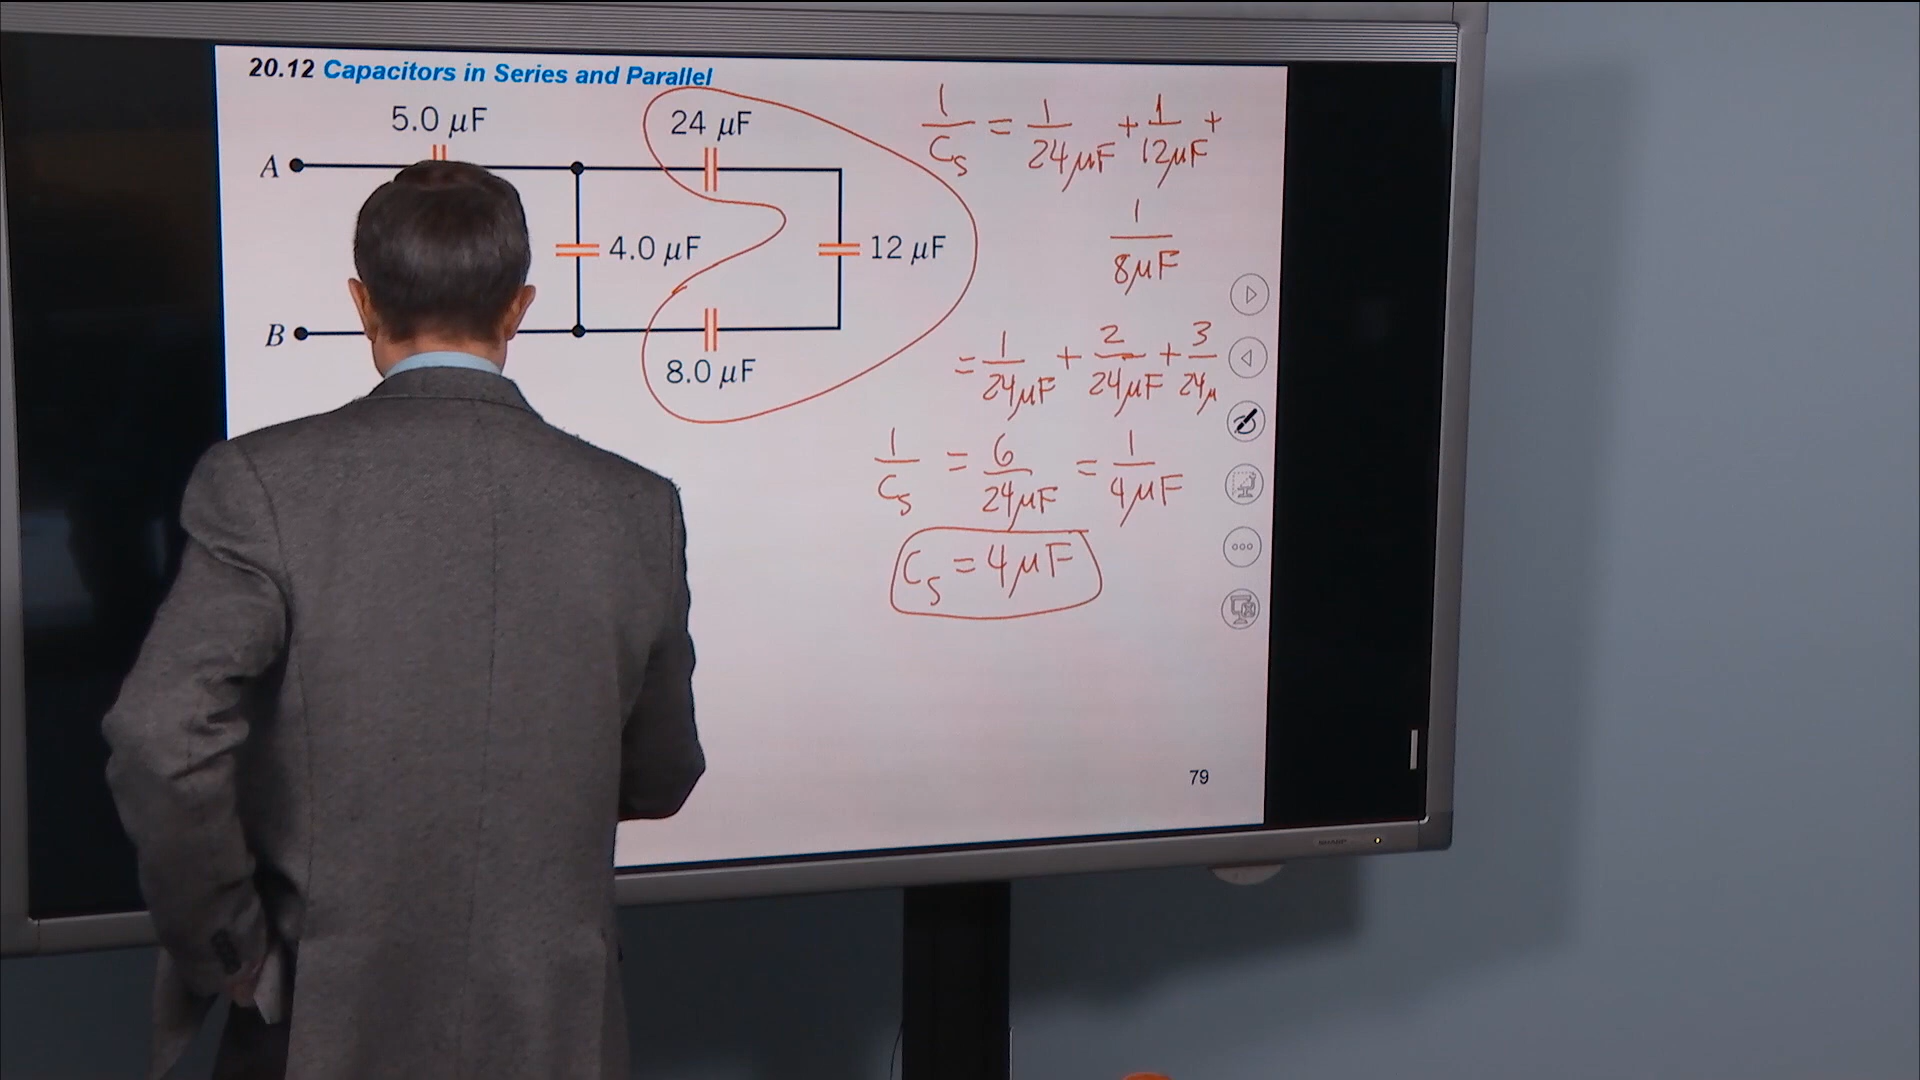 20.12 Capacitors in Series and Parallel
5.0 μF
24 μF
A
4.0 μF
12 μF
B
8.0 μF
1/Cs = 1/24μF + 1/12μF +
1/8μF
= 1/24μF + 2/24μF + 3/24μ
1/Cs = 6/24μF = 1/4μF
Cs = 4μF
79
SHARP